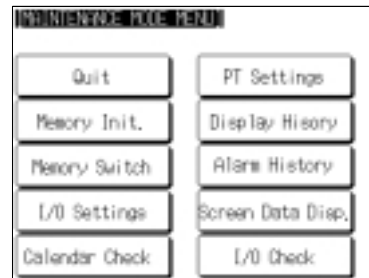 [MAINTENANCE MODE MENU]
Quit
PT Settings
Memory Init.
Display Hisory
Memory Switch
Alarm History
I/O Settings
Screen Data Disp.
Calendar Check
I/O Check